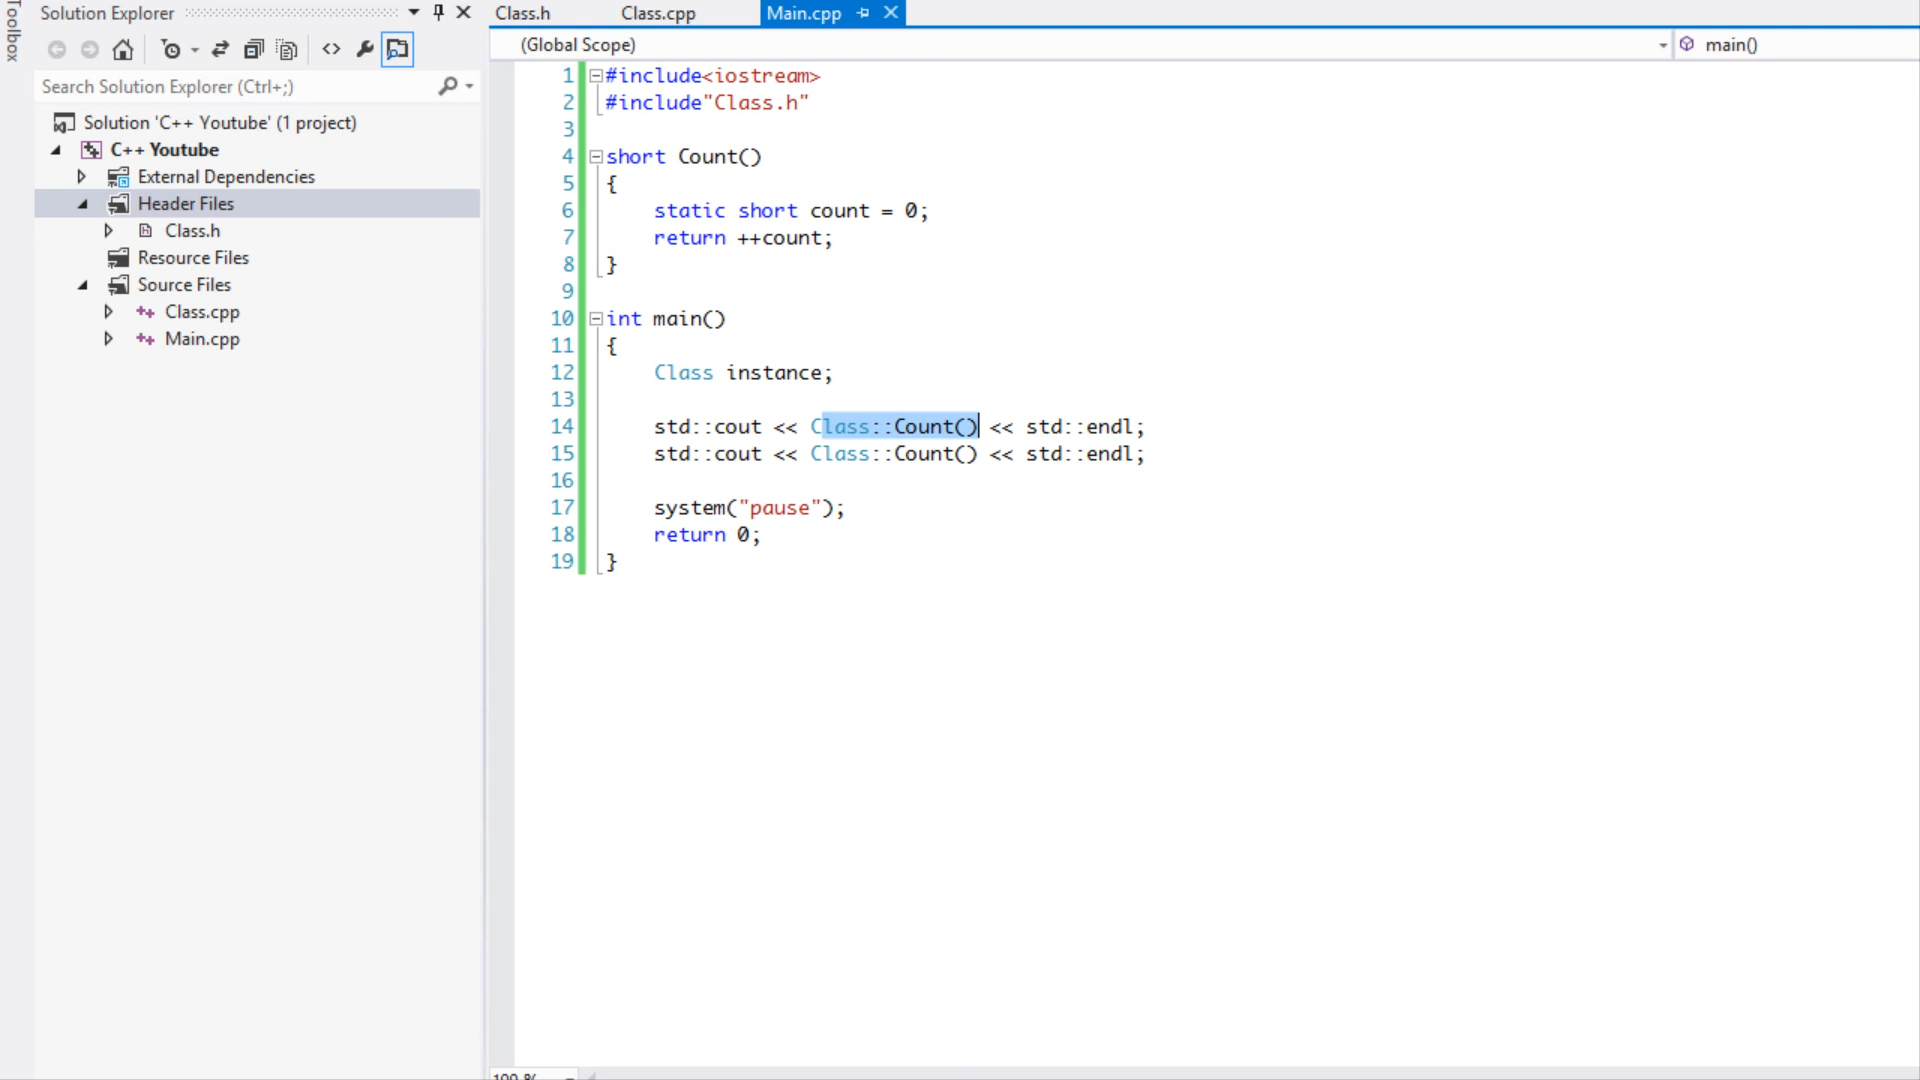 Toolbox
Solution Explorer
Search Solution Explorer (Ctrl+;)
Solution 'C++ Youtube' (1 project)
C++ Youtube
External Dependencies
Header Files
Class.h
Resource Files
Source Files
Class.cpp
Main.cpp
Class.h Class.cpp Main.cpp
(Global Scope) main()
1 #include<iostream>
2 #include"Class.h"
3
4 short Count()
5 {
6 static short count = 0;
7 return ++count;
8 }
9
10 int main()
11 {
12 Class instance;
13
14 std::cout << Class::Count() << std::endl;
15 std::cout << Class::Count() << std::endl;
16
17 system("pause");
18 return 0;
19 }
100 %